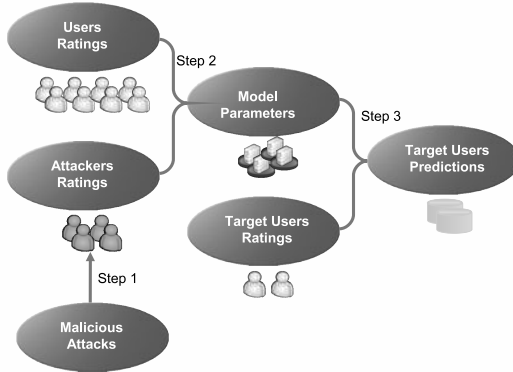 Users
Ratings
Step 2
Model
Parameters
Step 3
Attackers
Ratings
Target Users
Predictions
Target Users
Ratings
Step 1
Malicious
Attacks